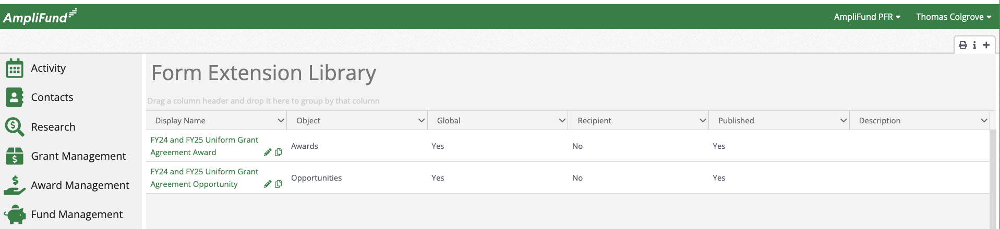 AmpliFund
AmpliFund PFR
Thomas Colgrove
Activity
Contacts
Research
Grant Management
Award Management
Fund Management
Form Extension Library
Drag a column header and drop it here to group by that column
Display Name Object Global Recipient Published Description
FY24 and FY25 Uniform Grant
Agreement Award
Awards Yes No Yes
FY24 and FY25 Uniform Grant
Agreement Opportunity
Opportunities Yes No Yes